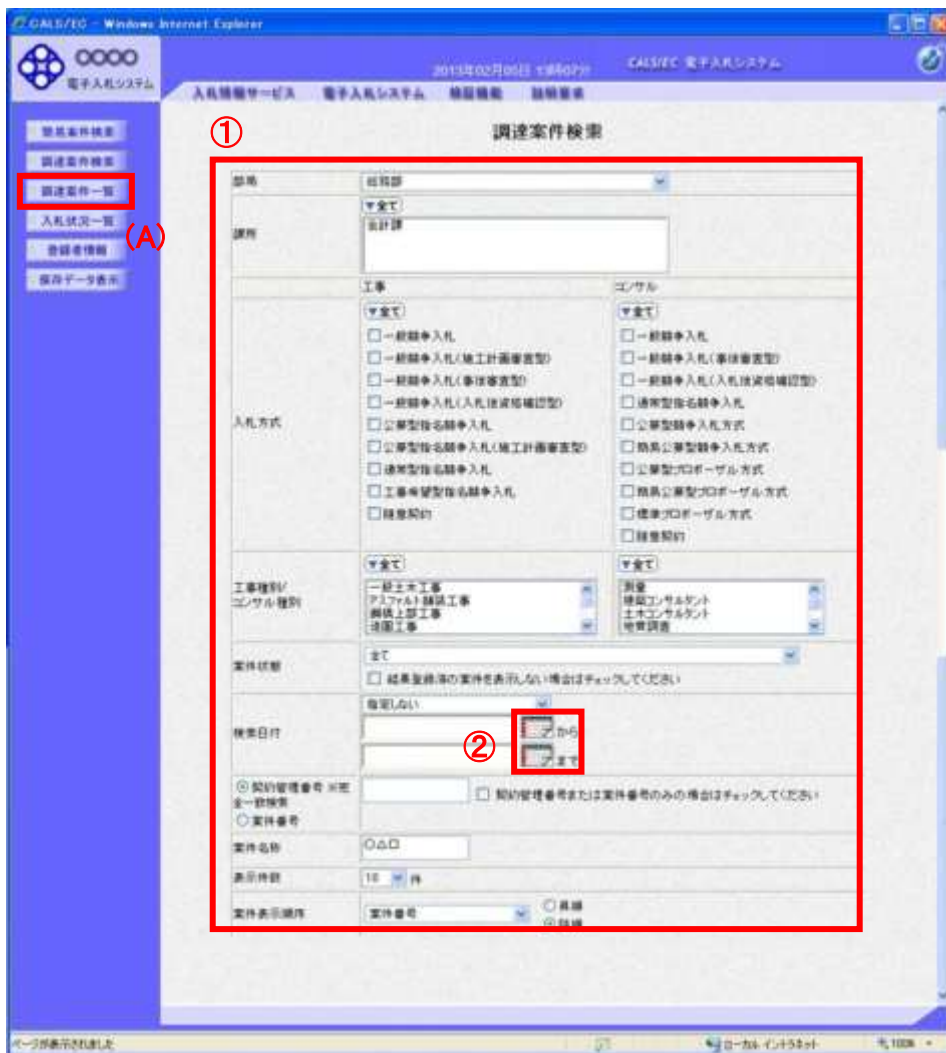 CALS/EC - Windows Internet Explorer
○○○○
電子入札システム
2013年02月05日 13時07分
CALS/EC 電子入札システム
入札情報サービス 電子入札システム 検証機能 説明要求
簡易案件検索
調達案件検索
調達案件一覧
入札状況一覧
登録者情報
保存データ表示
(A)
①
調達案件検索
部局 総務部
▼全て
課所 会計課
工事 コンサル
▼全て ▼全て
入札方式
□一般競争入札 □一般競争入札
□一般競争入札(施工計画審査型) □一般競争入札(事後審査型)
□一般競争入札(事後審査型) □一般競争入札(入札後資格確認型)
□一般競争入札(入札後資格確認型) □通常型指名競争入札
□公募型指名競争入札 □公募型競争入札方式
□公募型指名競争入札(施工計画審査型) □簡易公募型競争入札方式
□通常型指名競争入札 □公募型プロポーザル方式
□工事希望型指名競争入札 □簡易公募型プロポーザル方式
□随意契約 □標準プロポーザル方式
□随意契約
▼全て ▼全て
工事種別/
コンサル種別
一般土木工事 測量
アスファルト舗装工事 建築コンサルタント
鋼橋上部工事 土木コンサルタント
造園工事 地質調査
案件状態 全て
□ 結果登録済の案件を表示しない場合はチェックしてください
検索日付 指定しない
②
から
まで
◉契約管理番号 ※完
全一致検索
○案件番号
□ 契約管理番号または案件番号のみの場合はチェックしてください
案件名称 ○△□
表示件数 10 件
案件表示順序 案件番号 ○昇順
◉降順
ページが表示されました
ローカル イントラネット 100%